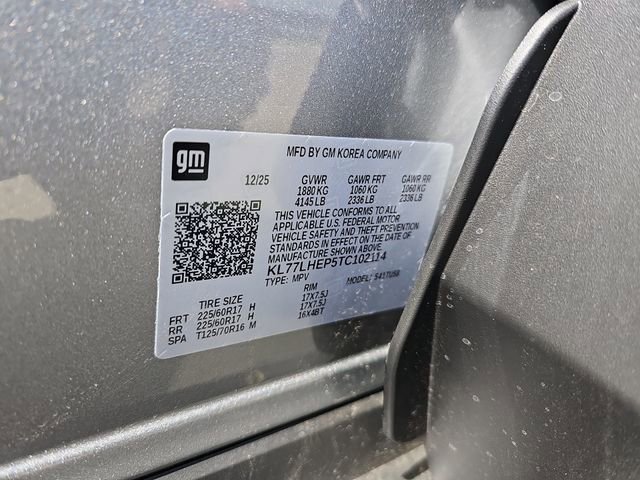 gm
MFD BY GM KOREA COMPANY
12/25 GVWR GAWR FRT GAWR RR
1880 KG 1060 KG 1060 KG
4145 LB 2336 LB 2336 LB
THIS VEHICLE CONFORMS TO ALL
APPLICABLE U.S. FEDERAL MOTOR
VEHICLE SAFETY AND THEFT PREVENTION
STANDARDS IN EFFECT ON THE DATE OF
MANUFACTURE SHOWN ABOVE.
KL77LHEP5TC102114
TYPE: MPV MODEL:
TIRE SIZE RIM
FRT 225/60R17 H 17X7.5J
RR 225/60R17 H 17X7.5J
SPA T125/70R16 M 16X4BT